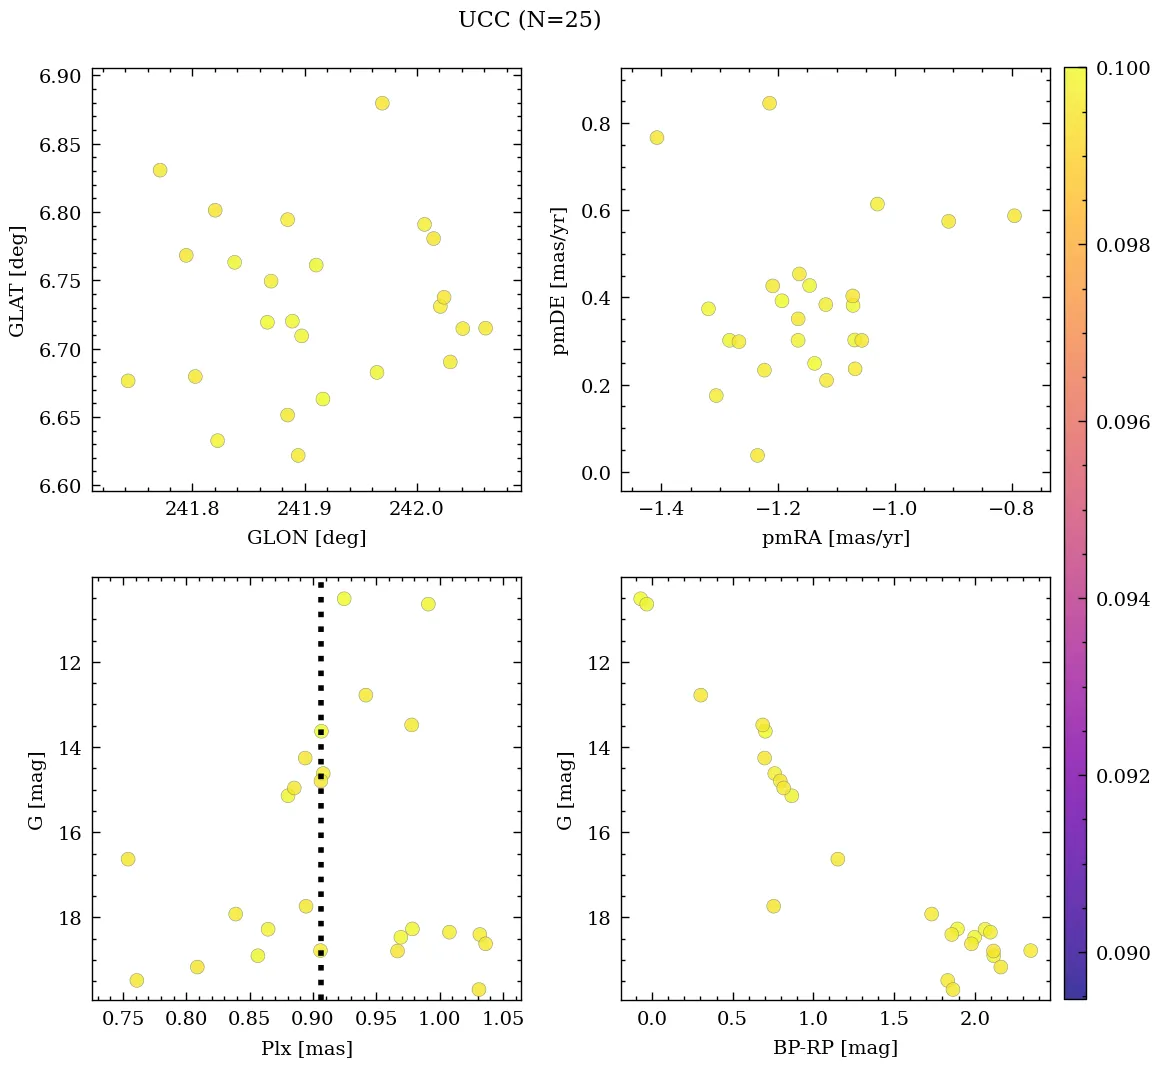 UCC (N=25)
6.90
6.85
6.80
6.75
6.70
6.65
6.60
GLAT [deg]
241.8 241.9 242.0
GLON [deg]
0.8
0.6
0.4
0.2
0.0
pmDE [mas/yr]
−1.4 −1.2 −1.0 −0.8
pmRA [mas/yr]
0.100
0.098
0.096
0.094
0.092
0.090
12
14
16
18
G [mag]
0.75 0.80 0.85 0.90 0.95 1.00 1.05
Plx [mas]
12
14
16
18
G [mag]
0.0 0.5 1.0 1.5 2.0
BP-RP [mag]